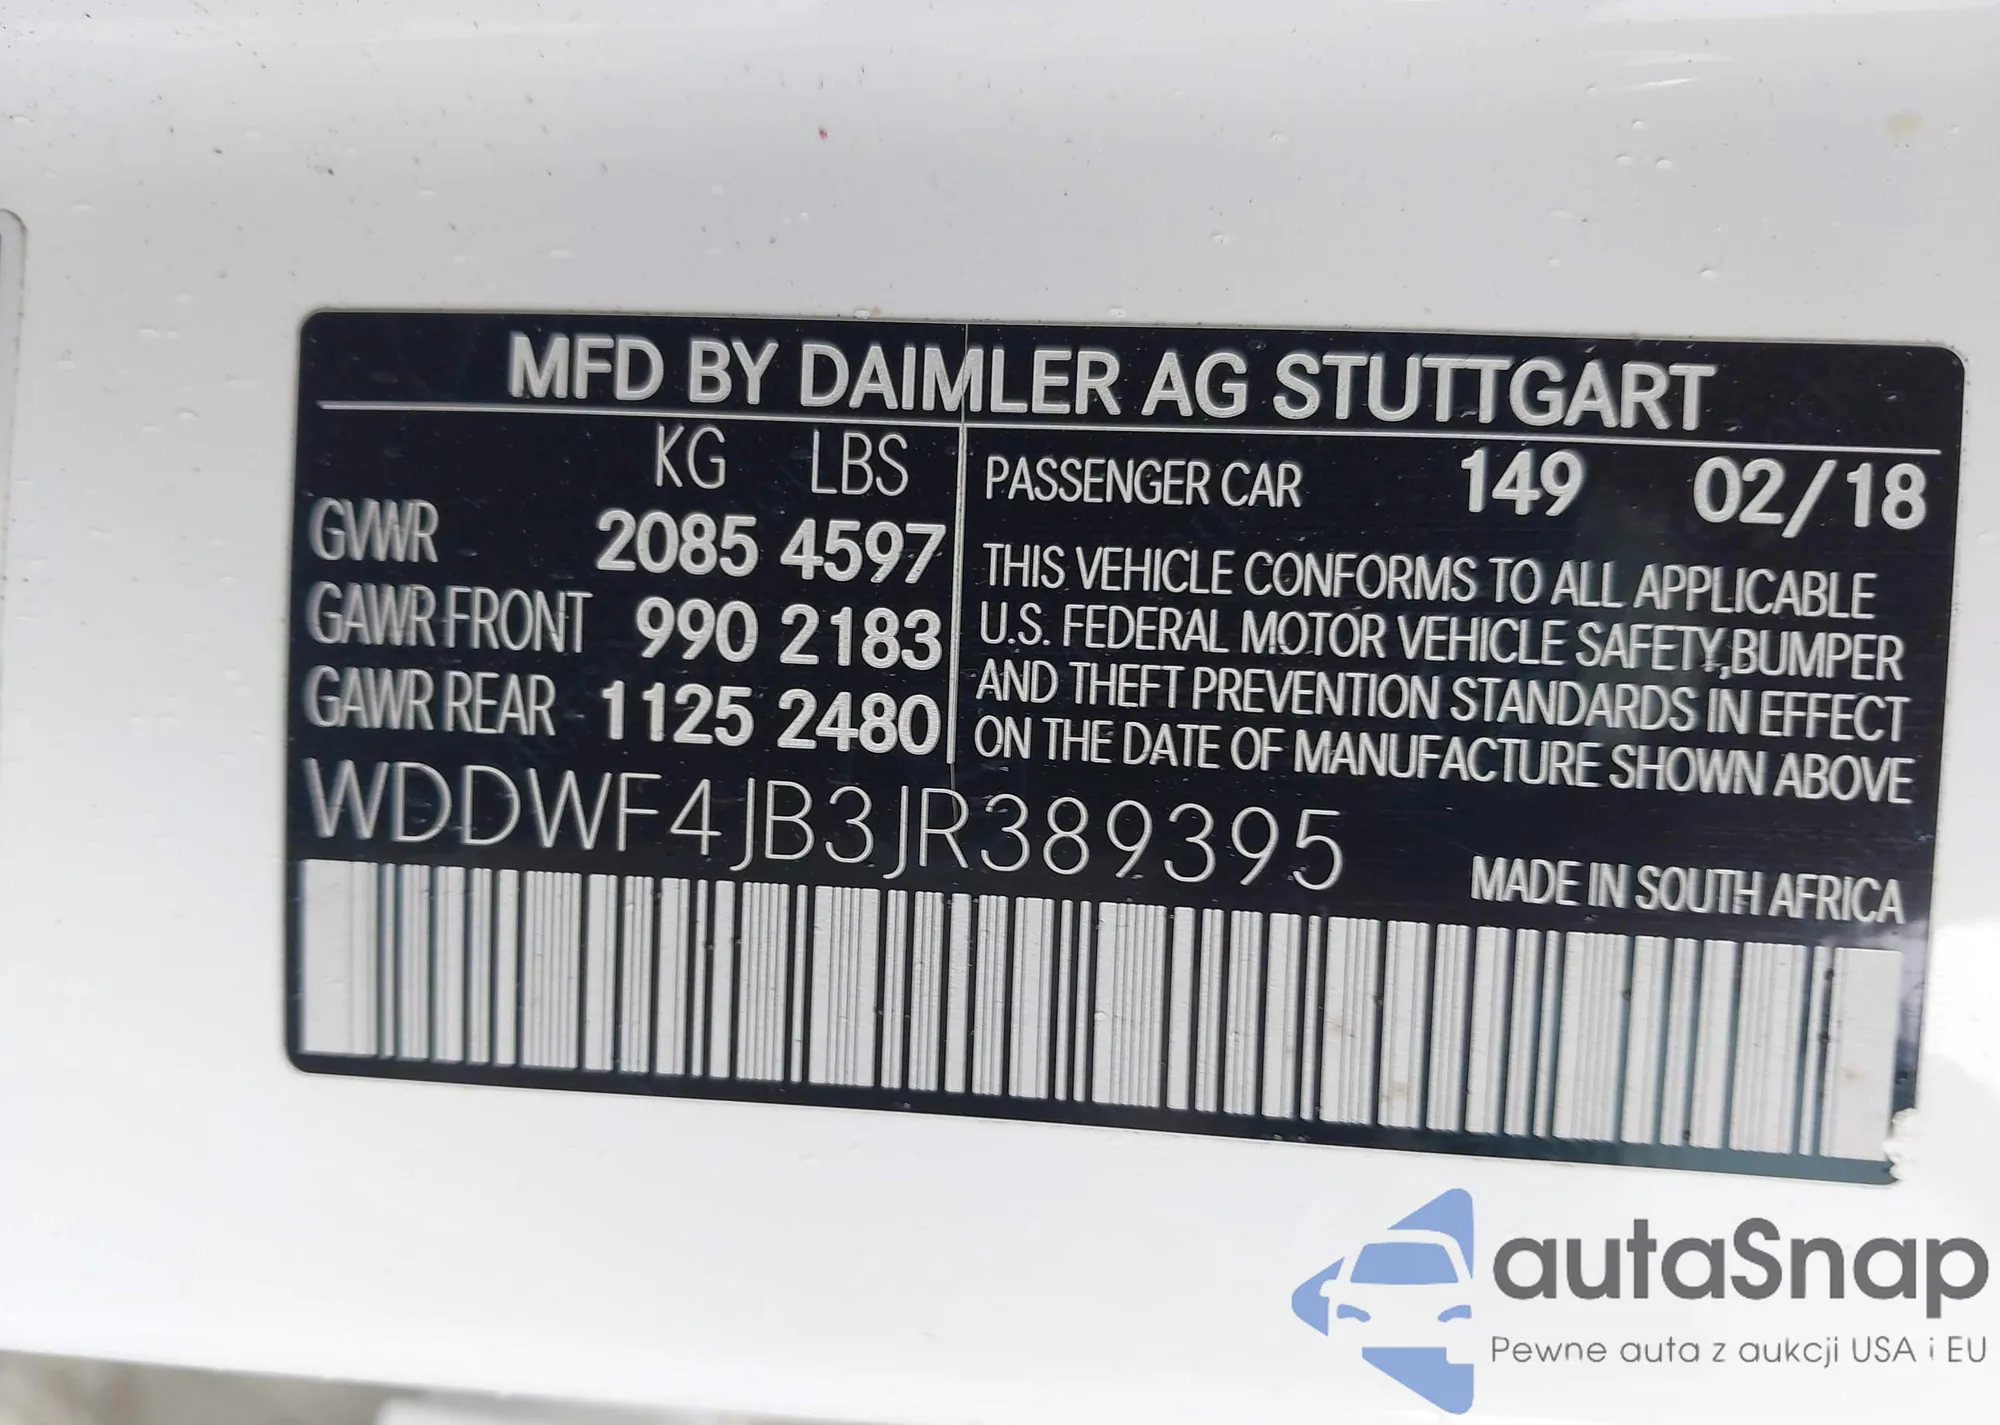 MFD BY DAIMLER AG STUTTGART
KG LBS
GVWR 2085 4597
GAWR FRONT 990 2183
GAWR REAR 1125 2480
PASSENGER CAR 149 02/18
THIS VEHICLE CONFORMS TO ALL APPLICABLE
U.S. FEDERAL MOTOR VEHICLE SAFETY,BUMPER
AND THEFT PREVENTION STANDARDS IN EFFECT
ON THE DATE OF MANUFACTURE SHOWN ABOVE
WDDWF4JB3JR389395
MADE IN SOUTH AFRICA
autaSnap
Pewne auta z aukcji USA i EU